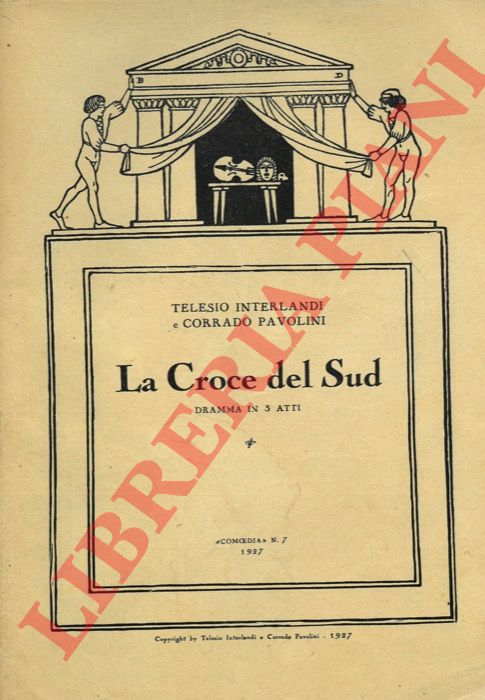 B D
TELESIO INTERLANDI
e CORRADO PAVOLINI
La Croce del Sud
DRAMMA IN 3 ATTI
«COMŒDIA» N. 7
1927
Copyright by Telesio Interlandi e Corrado Pavolini - 1927
LIBRERIA PIANI